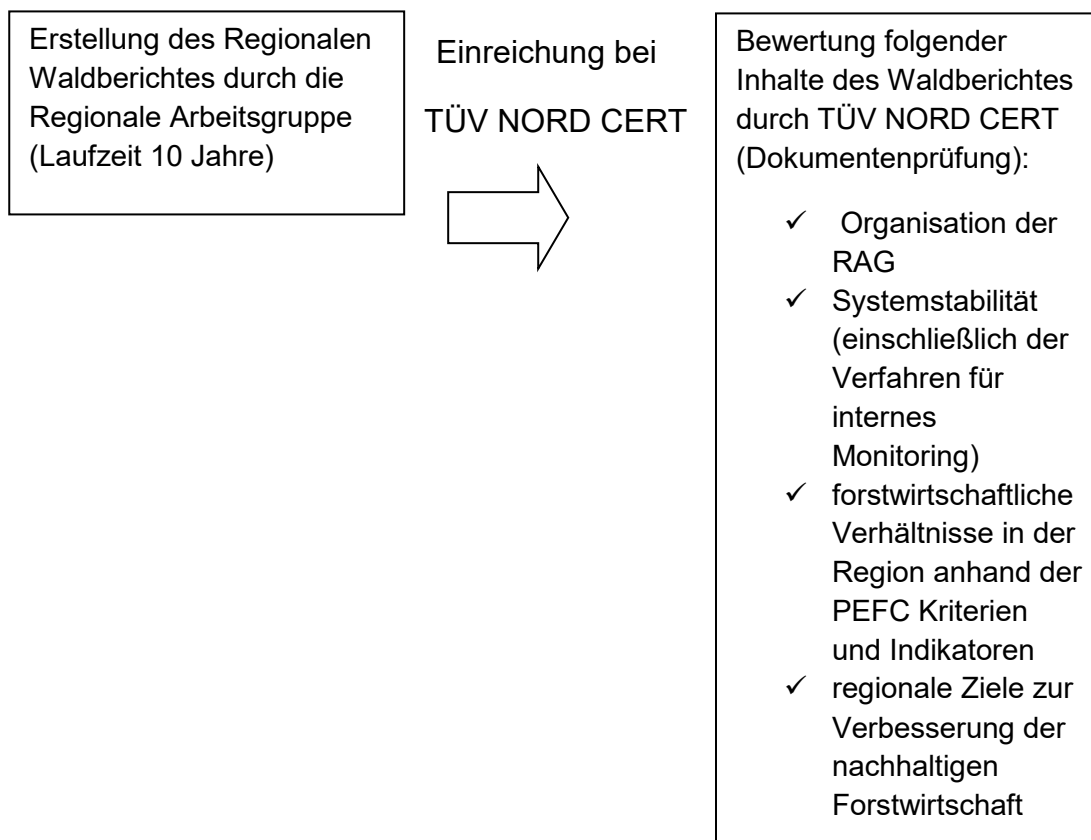 Erstellung des Regionalen
Waldberichtes durch die
Regionale Arbeitsgruppe
(Laufzeit 10 Jahre)
Einreichung bei
TÜV NORD CERT
Bewertung folgender
Inhalte des Waldberichtes
durch TÜV NORD CERT
(Dokumentenprüfung):
✓ Organisation der
RAG
✓ Systemstabilität
(einschließlich der
Verfahren für
internes
Monitoring)
✓ forstwirtschaftliche
Verhältnisse in der
Region anhand der
PEFC Kriterien
und Indikatoren
✓ regionale Ziele zur
Verbesserung der
nachhaltigen
Forstwirtschaft